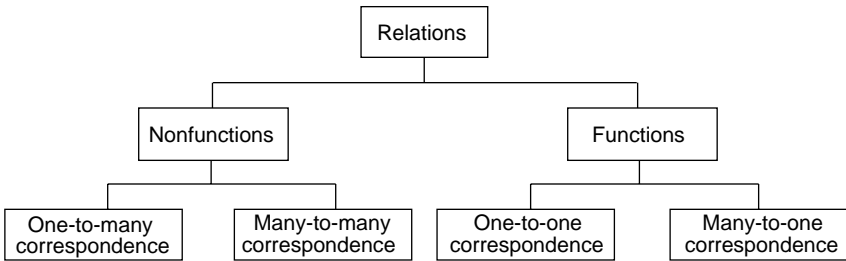 Relations
Nonfunctions
Functions
One-to-many
correspondence
Many-to-many
correspondence
One-to-one
correspondence
Many-to-one
correspondence